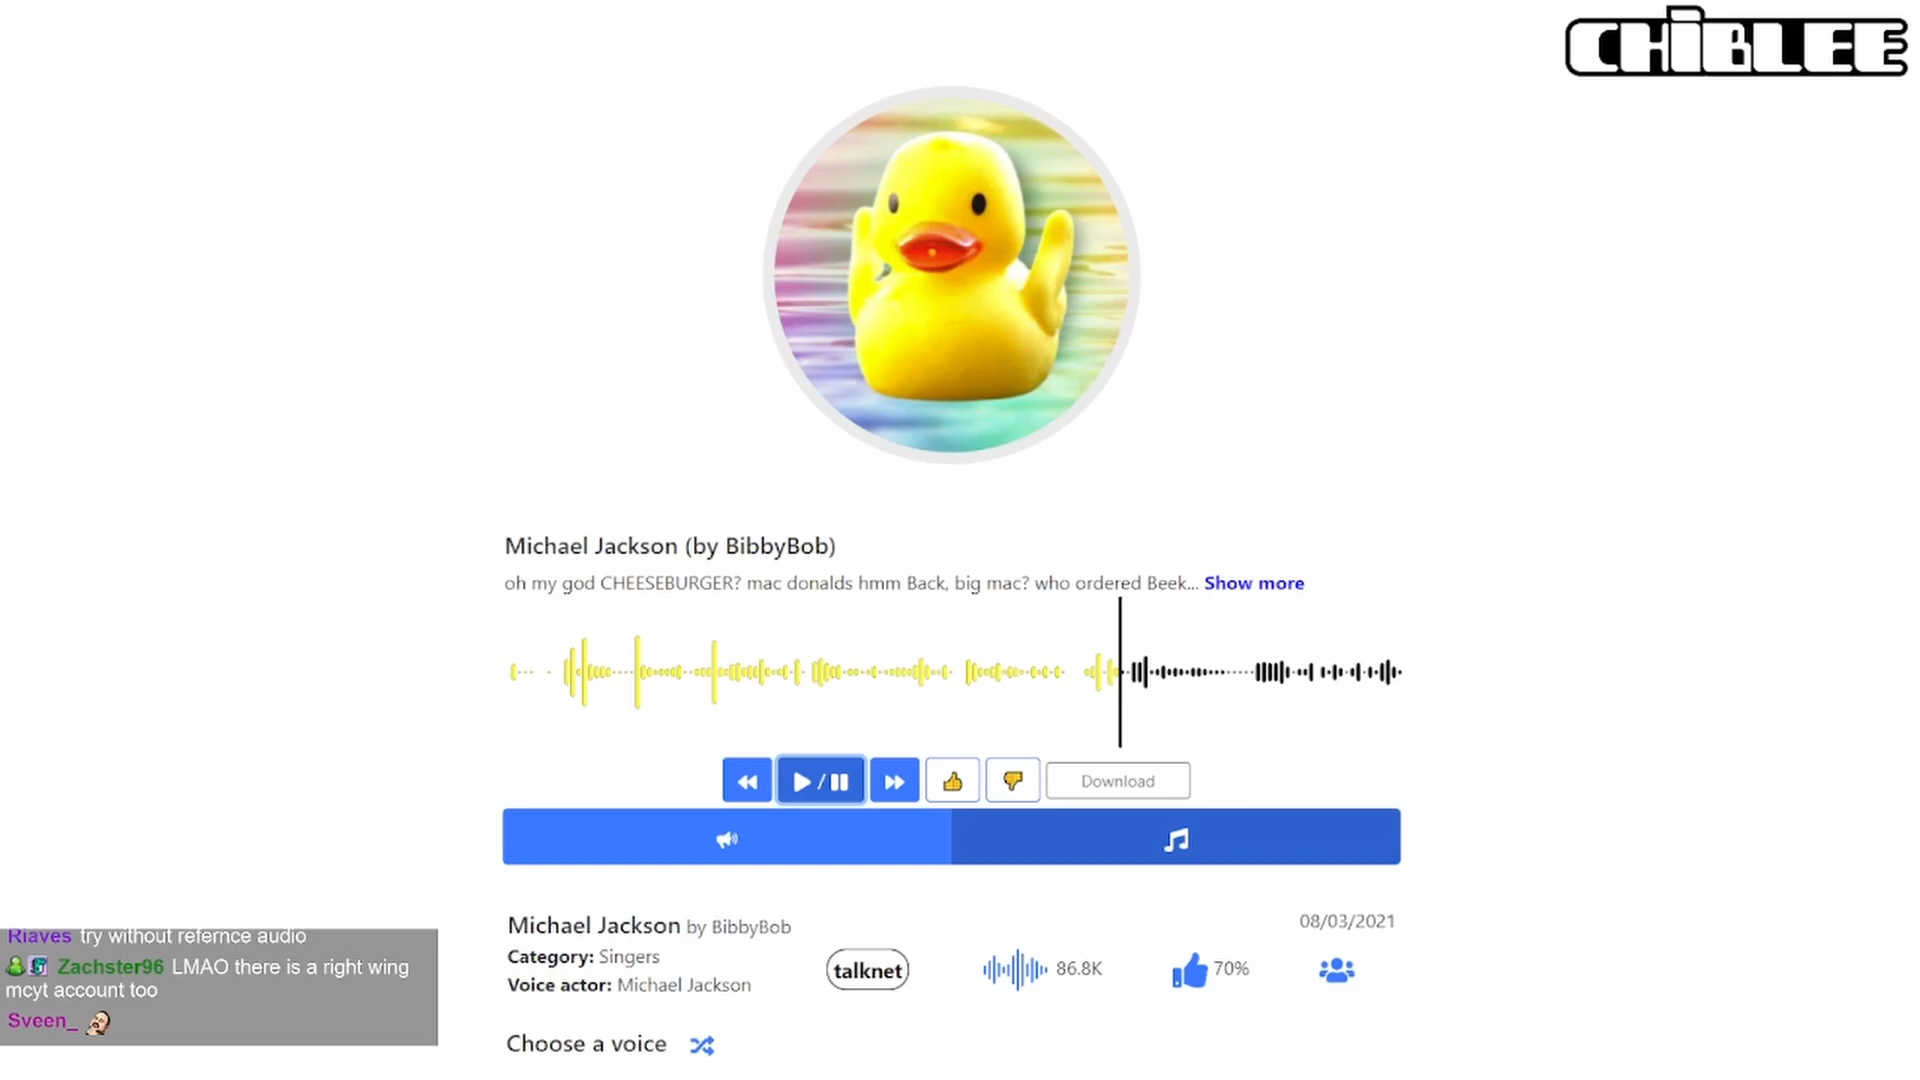 CHIBLEE
Michael Jackson (by BibbyBob)
oh my god CHEESEBURGER? mac donalds hmm Back, big mac? who ordered Beek... Show more
Download
Michael Jackson by BibbyBob
08/03/2021
Category: Singers
Voice actor: Michael Jackson
talknet
86.8K
70%
Choose a voice
Riaves try without refernce audio
Zachster96 LMAO there is a right wing
mcyt account too
Sveen_